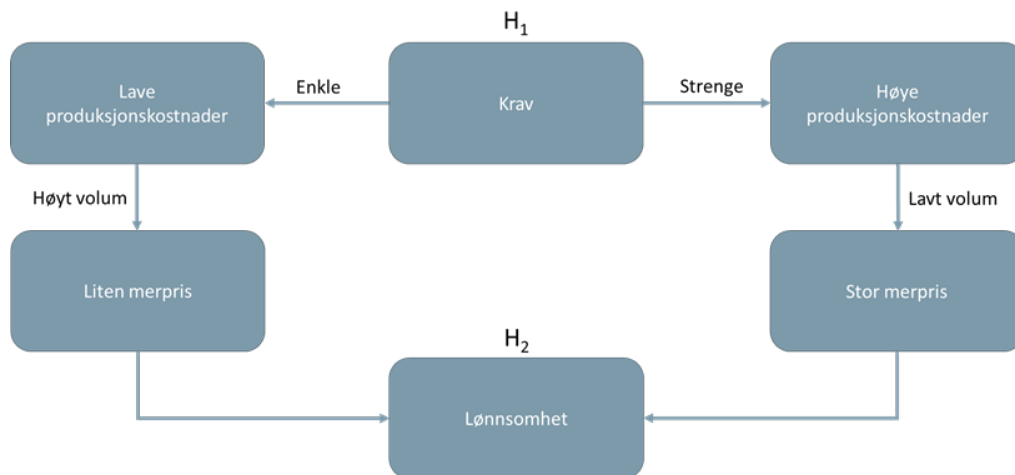 H₁
Lave
produksjonskostnader
Enkle
Krav
Strenge
Høye
produksjonskostnader
Høyt volum
Lavt volum
Liten merpris
Stor merpris
H₂
Lønnsomhet